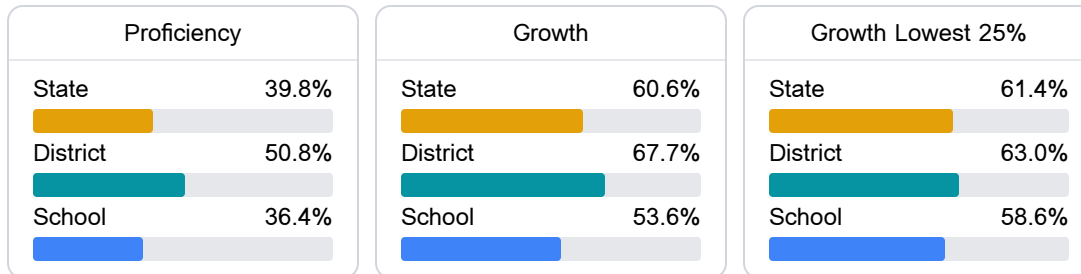 Proficiency
State 39.8%
District 50.8%
School 36.4%
Growth
State 60.6%
District 67.7%
School 53.6%
Growth Lowest 25%
State 61.4%
District 63.0%
School 58.6%